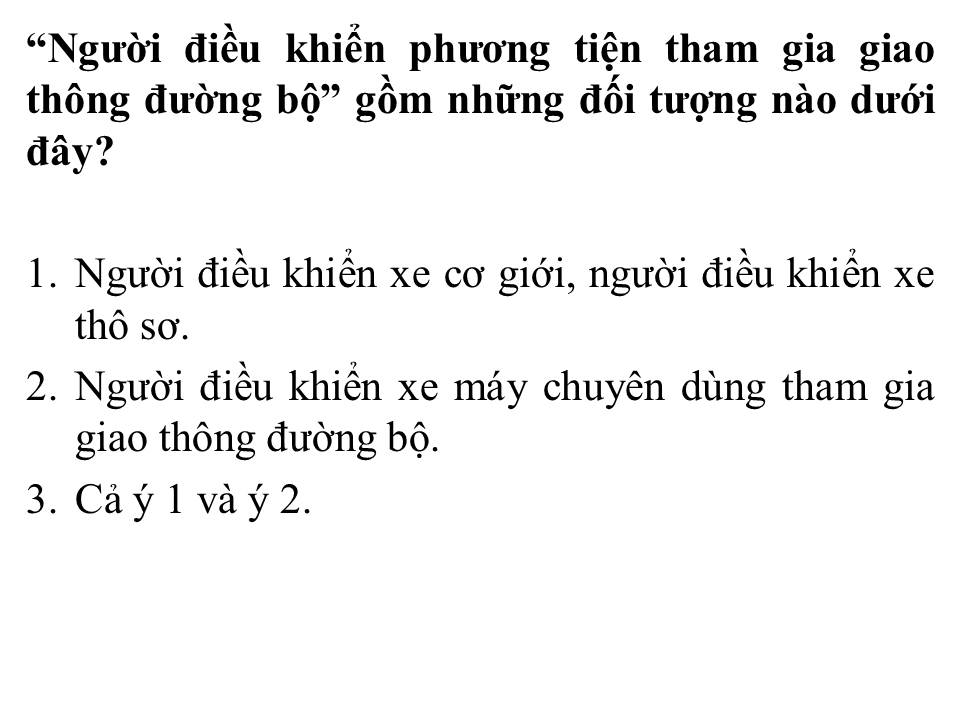 “Người điều khiển phương tiện tham gia giao
thông đường bộ” gồm những đối tượng nào dưới
đây?
1. Người điều khiển xe cơ giới, người điều khiển xe
thô sơ.
2. Người điều khiển xe máy chuyên dùng tham gia
giao thông đường bộ.
3. Cả ý 1 và ý 2.